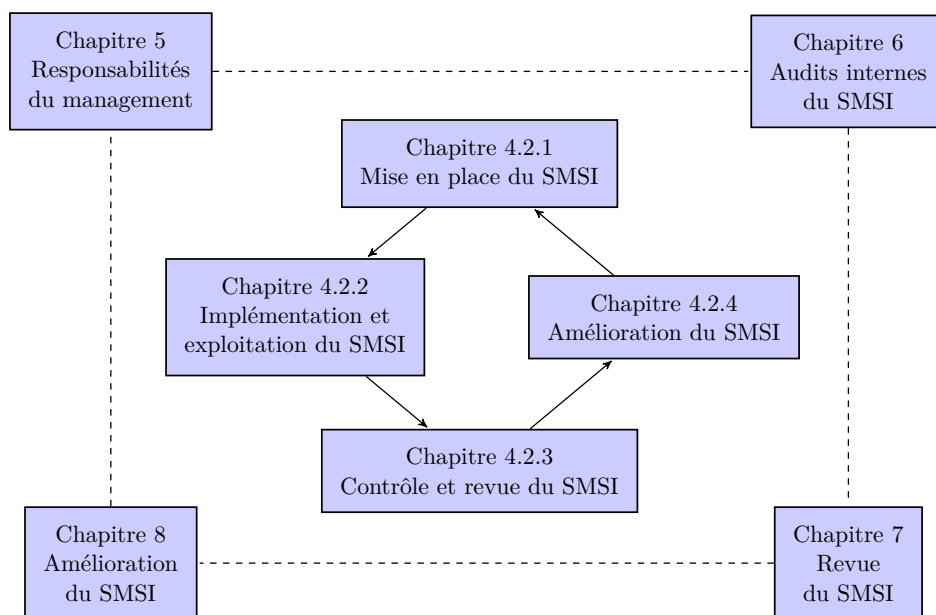 Chapitre 5
Responsabilités
du management
Chapitre 6
Audits internes
du SMSI
Chapitre 4.2.1
Mise en place du SMSI
Chapitre 4.2.2
Implémentation et
exploitation du SMSI
Chapitre 4.2.4
Amélioration du SMSI
Chapitre 4.2.3
Contrôle et revue du SMSI
Chapitre 8
Amélioration
du SMSI
Chapitre 7
Revue
du SMSI